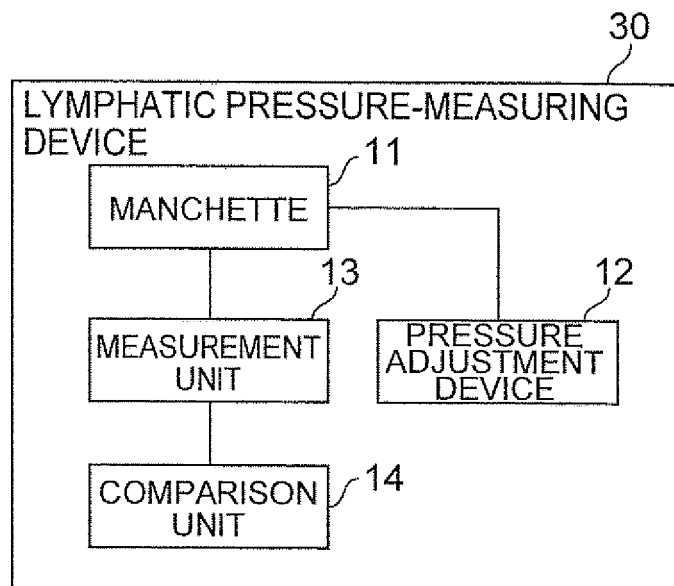 30
LYMPHATIC PRESSURE-MEASURING
DEVICE
11
MANCHETTE
13
MEASUREMENT
UNIT
12
PRESSURE
ADJUSTMENT
DEVICE
COMPARISON
UNIT
14